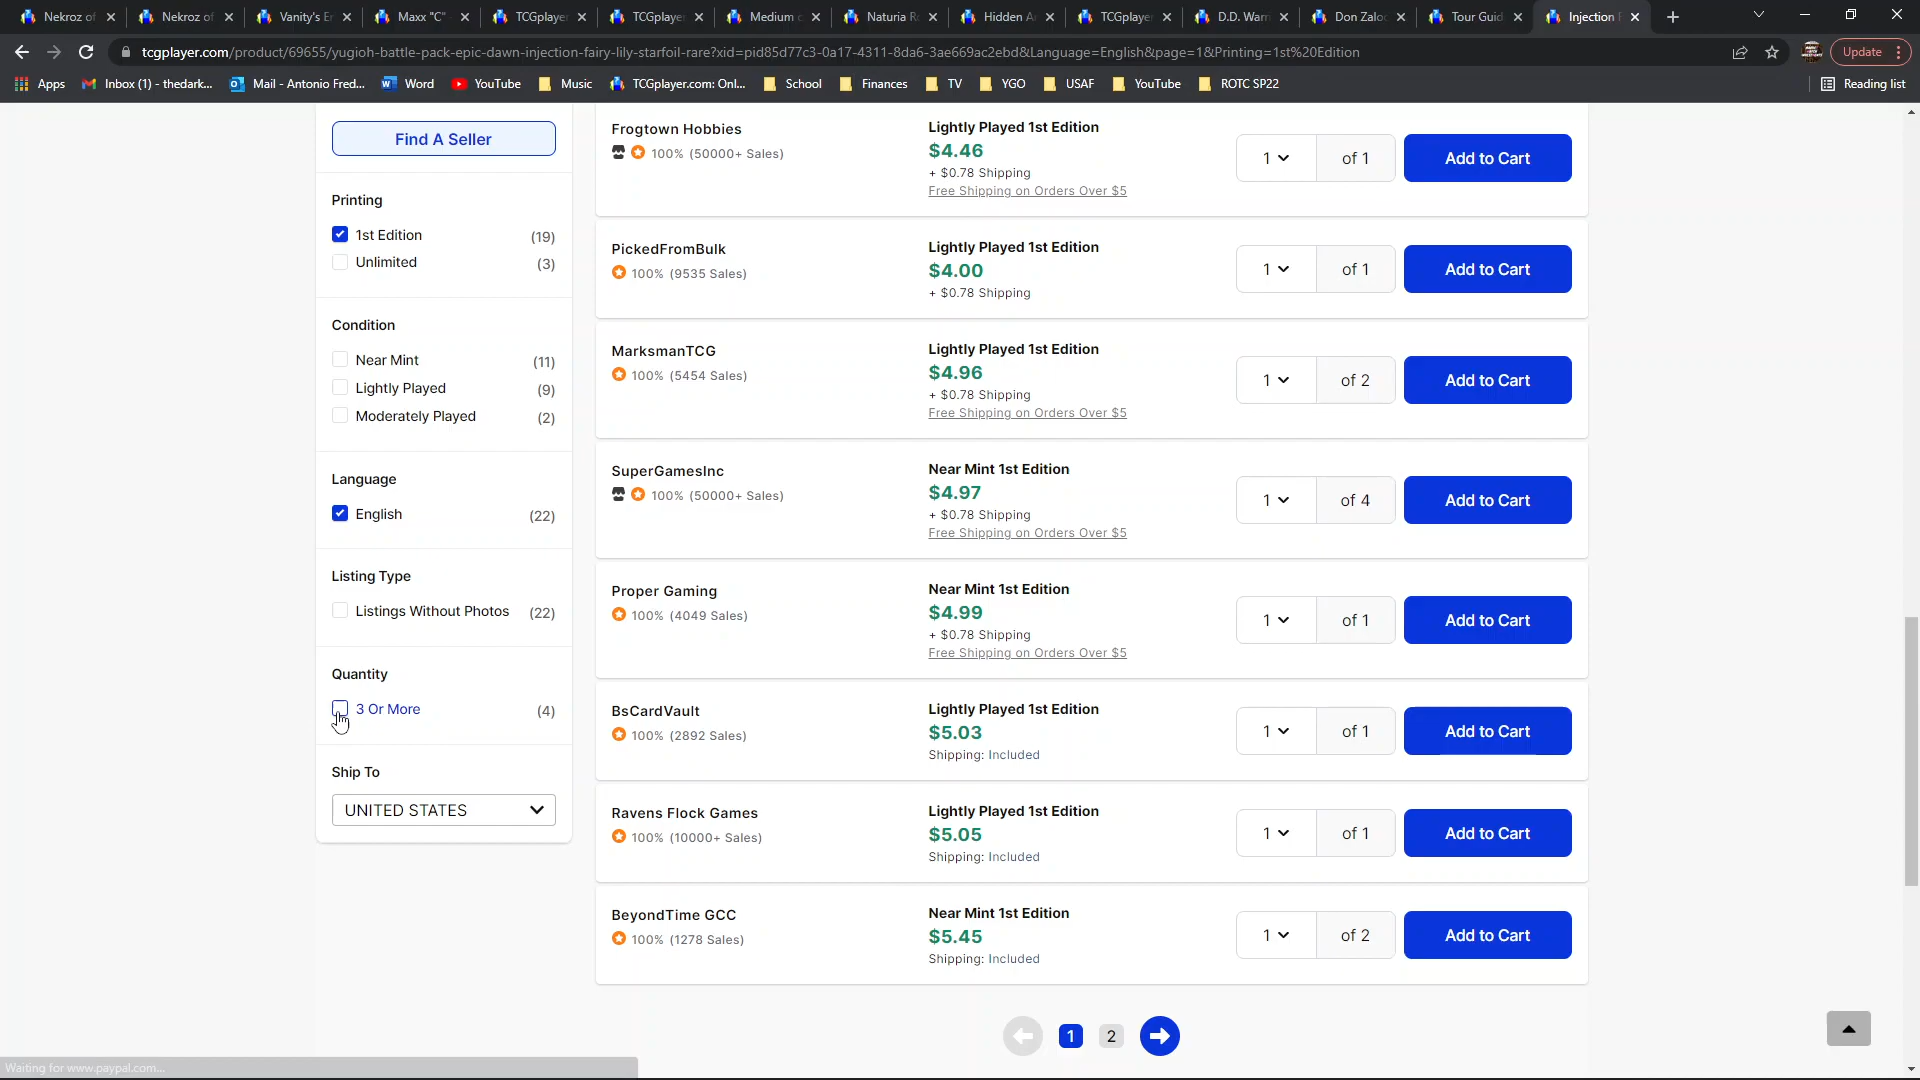 Nekroz of
Nekroz of
Vanity's Er
Maxx "C" -
TCGplayer
TCGplayer
Medium c
Naturia Ro
Hidden A
TCGplayer
D.D. Warri
Don Zaloo
Tour Guid
Injection F
tcgplayer.com/product/69655/yugioh-battle-pack-epic-dawn-injection-fairy-lily-starfoil-rare?xid=pid85d77c3-0a17-4311-8da6-3ae669ac2ebd&Language=English&page=1&Printing=1st%20Edition
Update
Apps
Inbox (1) - thedark...
Mail - Antonio Fred...
Word
YouTube
Music
TCGplayer.com: Onl...
School
Finances
TV
YGO
USAF
YouTube
ROTC SP22
Reading list
Find A Seller
Printing
1st Edition (19)
Unlimited (3)
Condition
Near Mint (11)
Lightly Played (9)
Moderately Played (2)
Language
English (22)
Listing Type
Listings Without Photos (22)
Quantity
3 Or More (4)
Ship To
UNITED STATES
Frogtown Hobbies
100% (50000+ Sales)
Lightly Played 1st Edition
$4.46
+ $0.78 Shipping
Free Shipping on Orders Over $5
1 of 1
Add to Cart
PickedFromBulk
100% (9535 Sales)
Lightly Played 1st Edition
$4.00
+ $0.78 Shipping
1 of 1
Add to Cart
MarksmanTCG
100% (5454 Sales)
Lightly Played 1st Edition
$4.96
+ $0.78 Shipping
Free Shipping on Orders Over $5
1 of 2
Add to Cart
SuperGamesInc
100% (50000+ Sales)
Near Mint 1st Edition
$4.97
+ $0.78 Shipping
Free Shipping on Orders Over $5
1 of 4
Add to Cart
Proper Gaming
100% (4049 Sales)
Near Mint 1st Edition
$4.99
+ $0.78 Shipping
Free Shipping on Orders Over $5
1 of 1
Add to Cart
BsCardVault
100% (2892 Sales)
Lightly Played 1st Edition
$5.03
Shipping: Included
1 of 1
Add to Cart
Ravens Flock Games
100% (10000+ Sales)
Lightly Played 1st Edition
$5.05
Shipping: Included
1 of 1
Add to Cart
BeyondTime GCC
100% (1278 Sales)
Near Mint 1st Edition
$5.45
Shipping: Included
1 of 2
Add to Cart
1 2
Waiting for www.paypal.com...